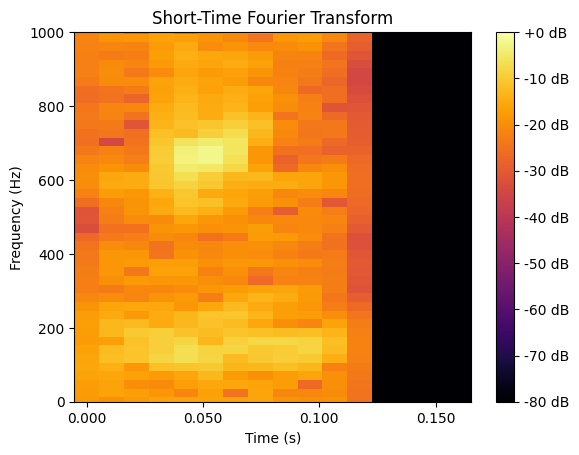 Short-Time Fourier Transform
1000
800
600
400
200
0
Frequency (Hz)
0.000
0.050
0.100
0.150
Time (s)
+0 dB
-10 dB
-20 dB
-30 dB
-40 dB
-50 dB
-60 dB
-70 dB
-80 dB